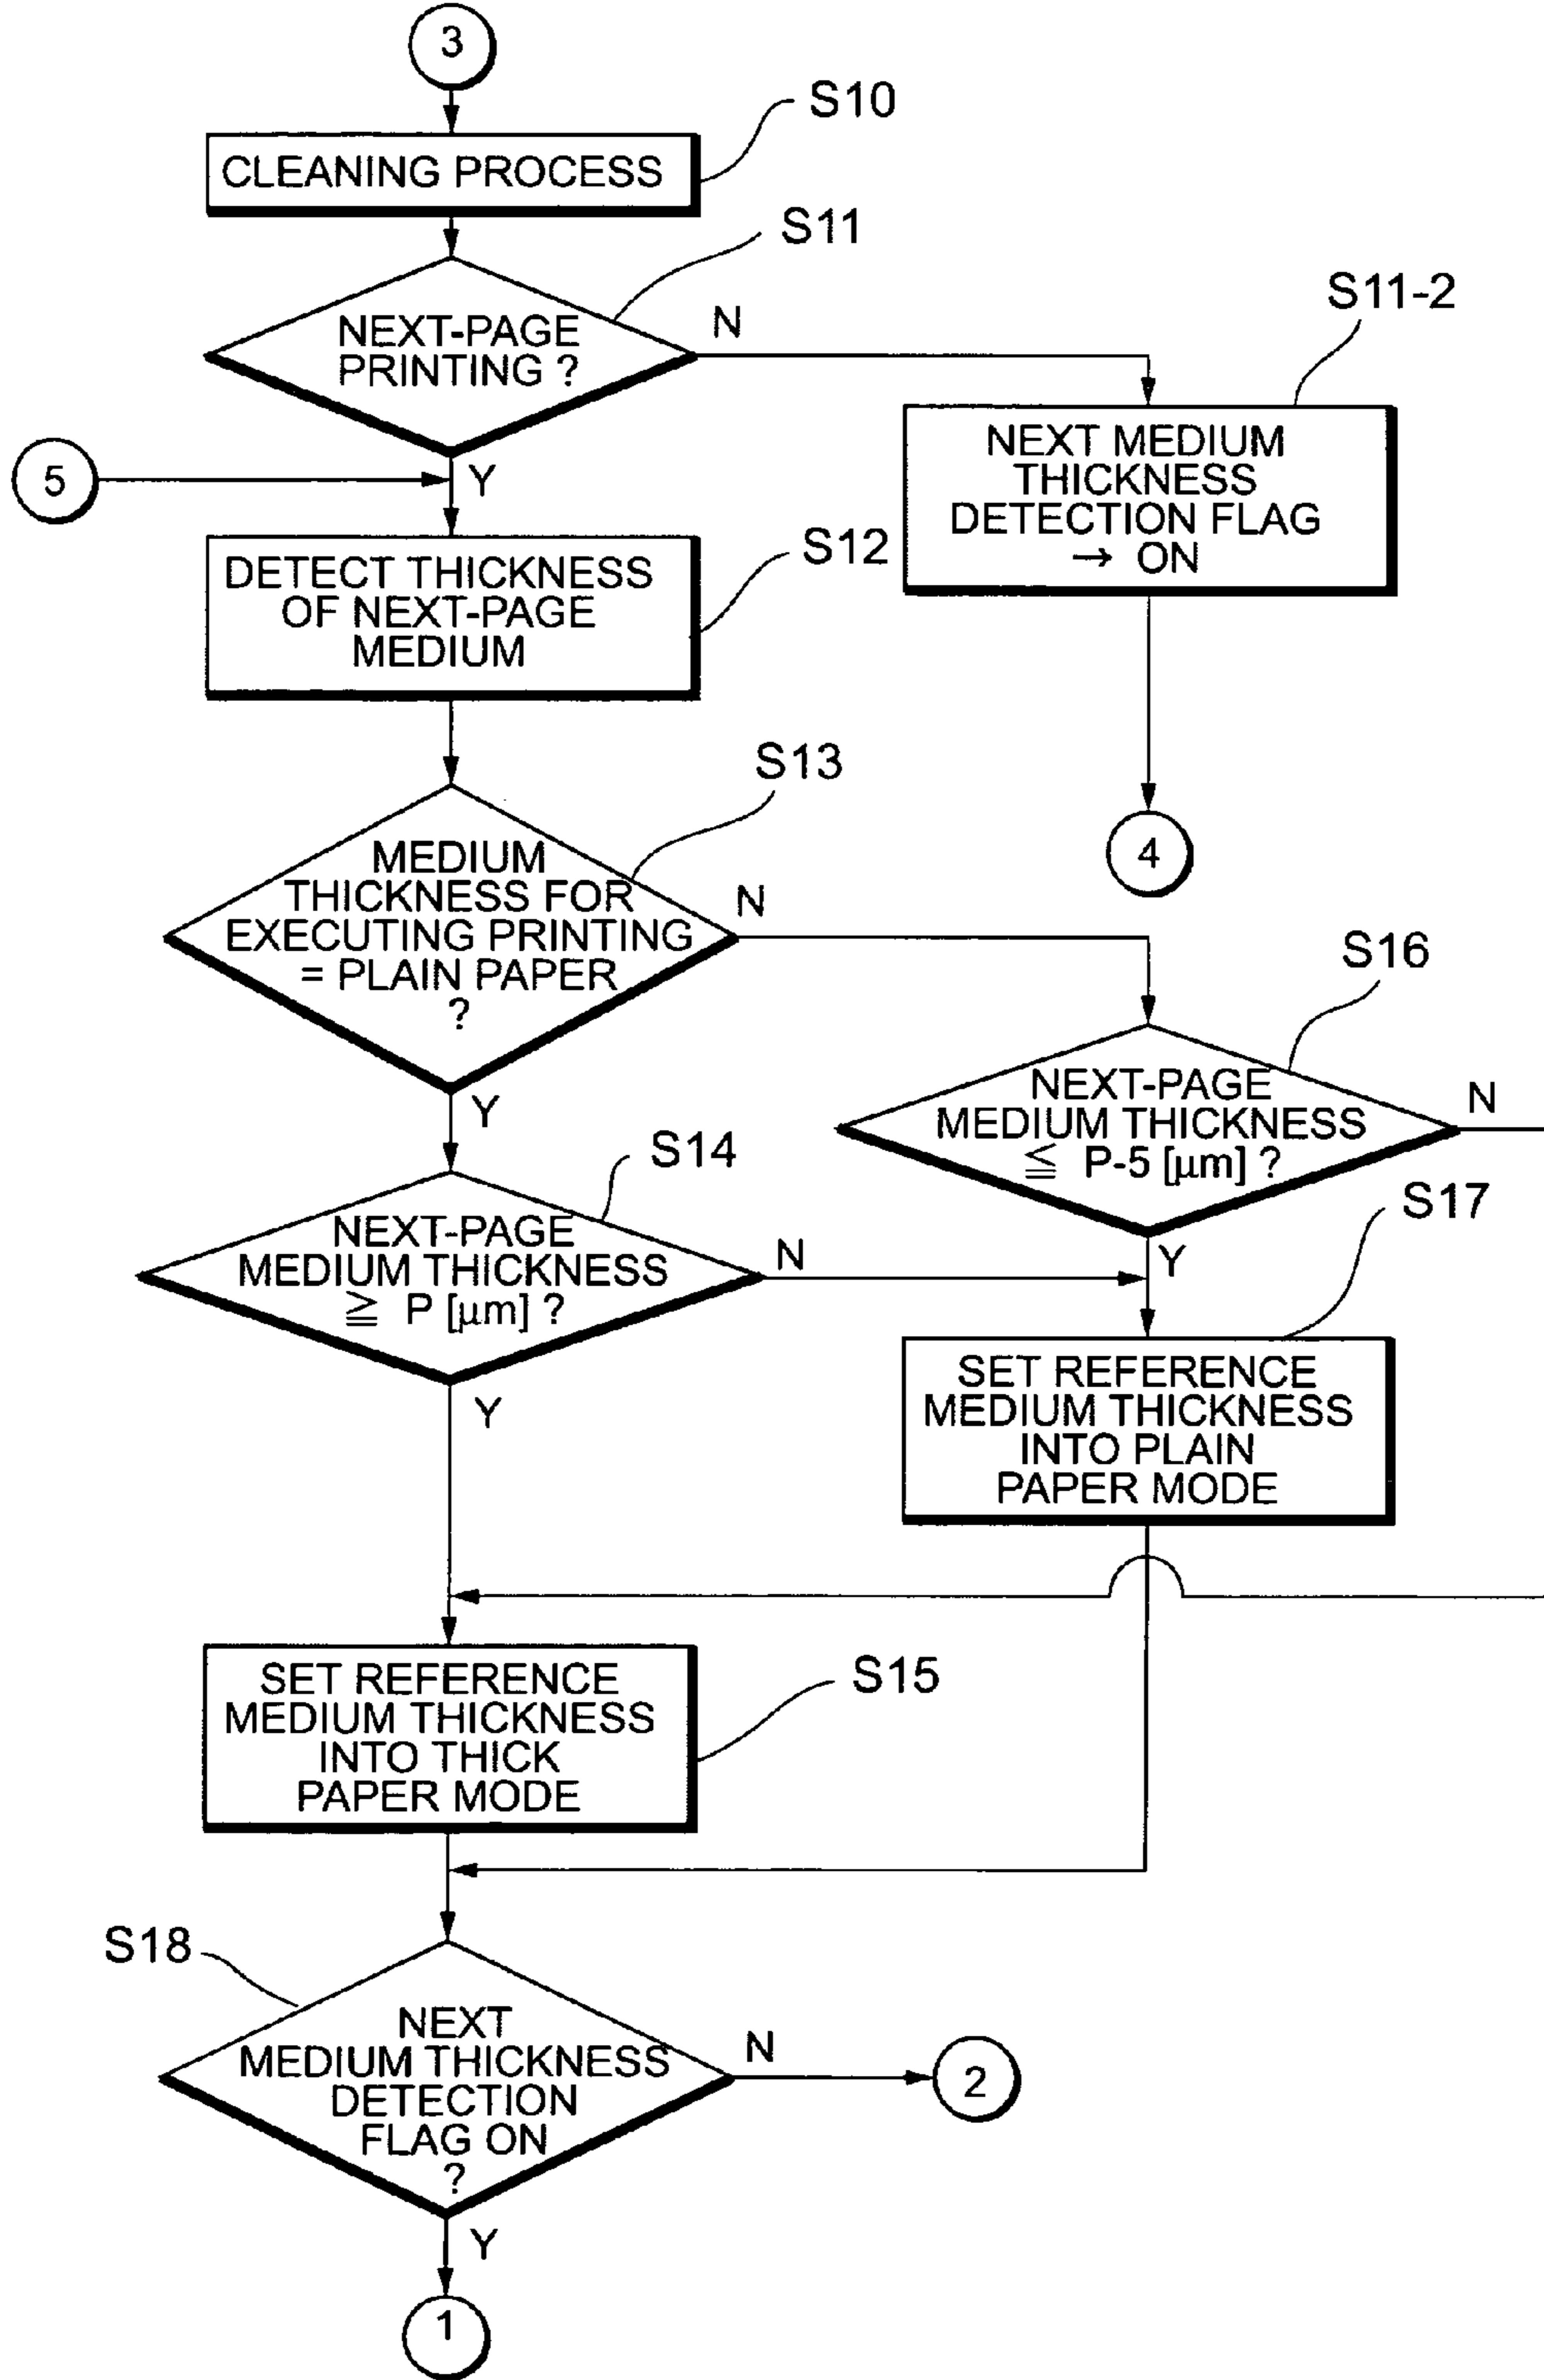 3
S10
CLEANING PROCESS
S11
NEXT-PAGE
PRINTING ?
N
Y
S11-2
NEXT MEDIUM
THICKNESS
DETECTION FLAG
→ ON
4
5
S12
DETECT THICKNESS
OF NEXT-PAGE
MEDIUM
S13
MEDIUM
THICKNESS FOR
EXECUTING PRINTING
= PLAIN PAPER
?
N
Y
S16
NEXT-PAGE
MEDIUM THICKNESS
≦ P-5 [µm] ?
N
Y
S14
NEXT-PAGE
MEDIUM THICKNESS
≧ P [µm] ?
N
Y
S17
SET REFERENCE
MEDIUM THICKNESS
INTO PLAIN
PAPER MODE
SET REFERENCE
MEDIUM THICKNESS
INTO THICK
PAPER MODE
S15
S18
NEXT
MEDIUM THICKNESS
DETECTION
FLAG ON
?
N
2
Y
1